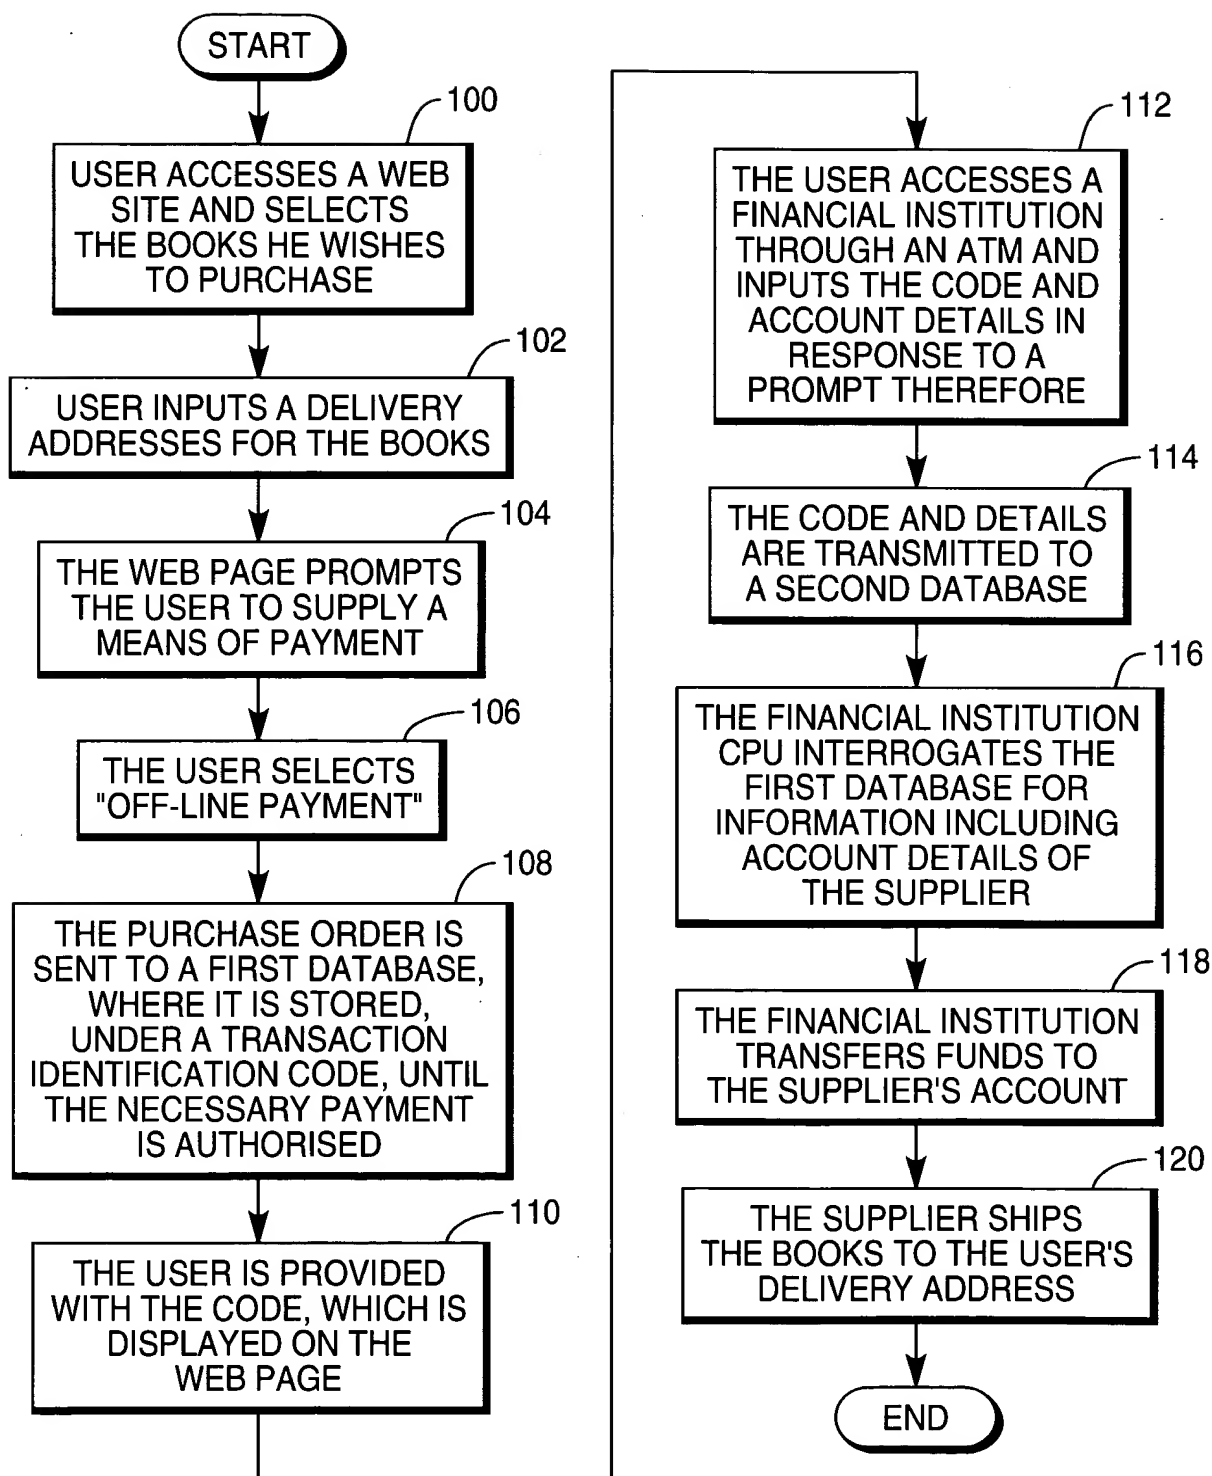 START
100
USER ACCESSES A WEB
SITE AND SELECTS
THE BOOKS HE WISHES
TO PURCHASE
102
USER INPUTS A DELIVERY
ADDRESSES FOR THE BOOKS
104
THE WEB PAGE PROMPTS
THE USER TO SUPPLY A
MEANS OF PAYMENT
106
THE USER SELECTS
"OFF-LINE PAYMENT"
108
THE PURCHASE ORDER IS
SENT TO A FIRST DATABASE,
WHERE IT IS STORED,
UNDER A TRANSACTION
IDENTIFICATION CODE, UNTIL
THE NECESSARY PAYMENT
IS AUTHORISED
110
THE USER IS PROVIDED
WITH THE CODE, WHICH IS
DISPLAYED ON THE
WEB PAGE
112
THE USER ACCESSES A
FINANCIAL INSTITUTION
THROUGH AN ATM AND
INPUTS THE CODE AND
ACCOUNT DETAILS IN
RESPONSE TO A
PROMPT THEREFORE
114
THE CODE AND DETAILS
ARE TRANSMITTED TO
A SECOND DATABASE
116
THE FINANCIAL INSTITUTION
CPU INTERROGATES THE
FIRST DATABASE FOR
INFORMATION INCLUDING
ACCOUNT DETAILS OF
THE SUPPLIER
118
THE FINANCIAL INSTITUTION
TRANSFERS FUNDS TO
THE SUPPLIER'S ACCOUNT
120
THE SUPPLIER SHIPS
THE BOOKS TO THE USER'S
DELIVERY ADDRESS
END